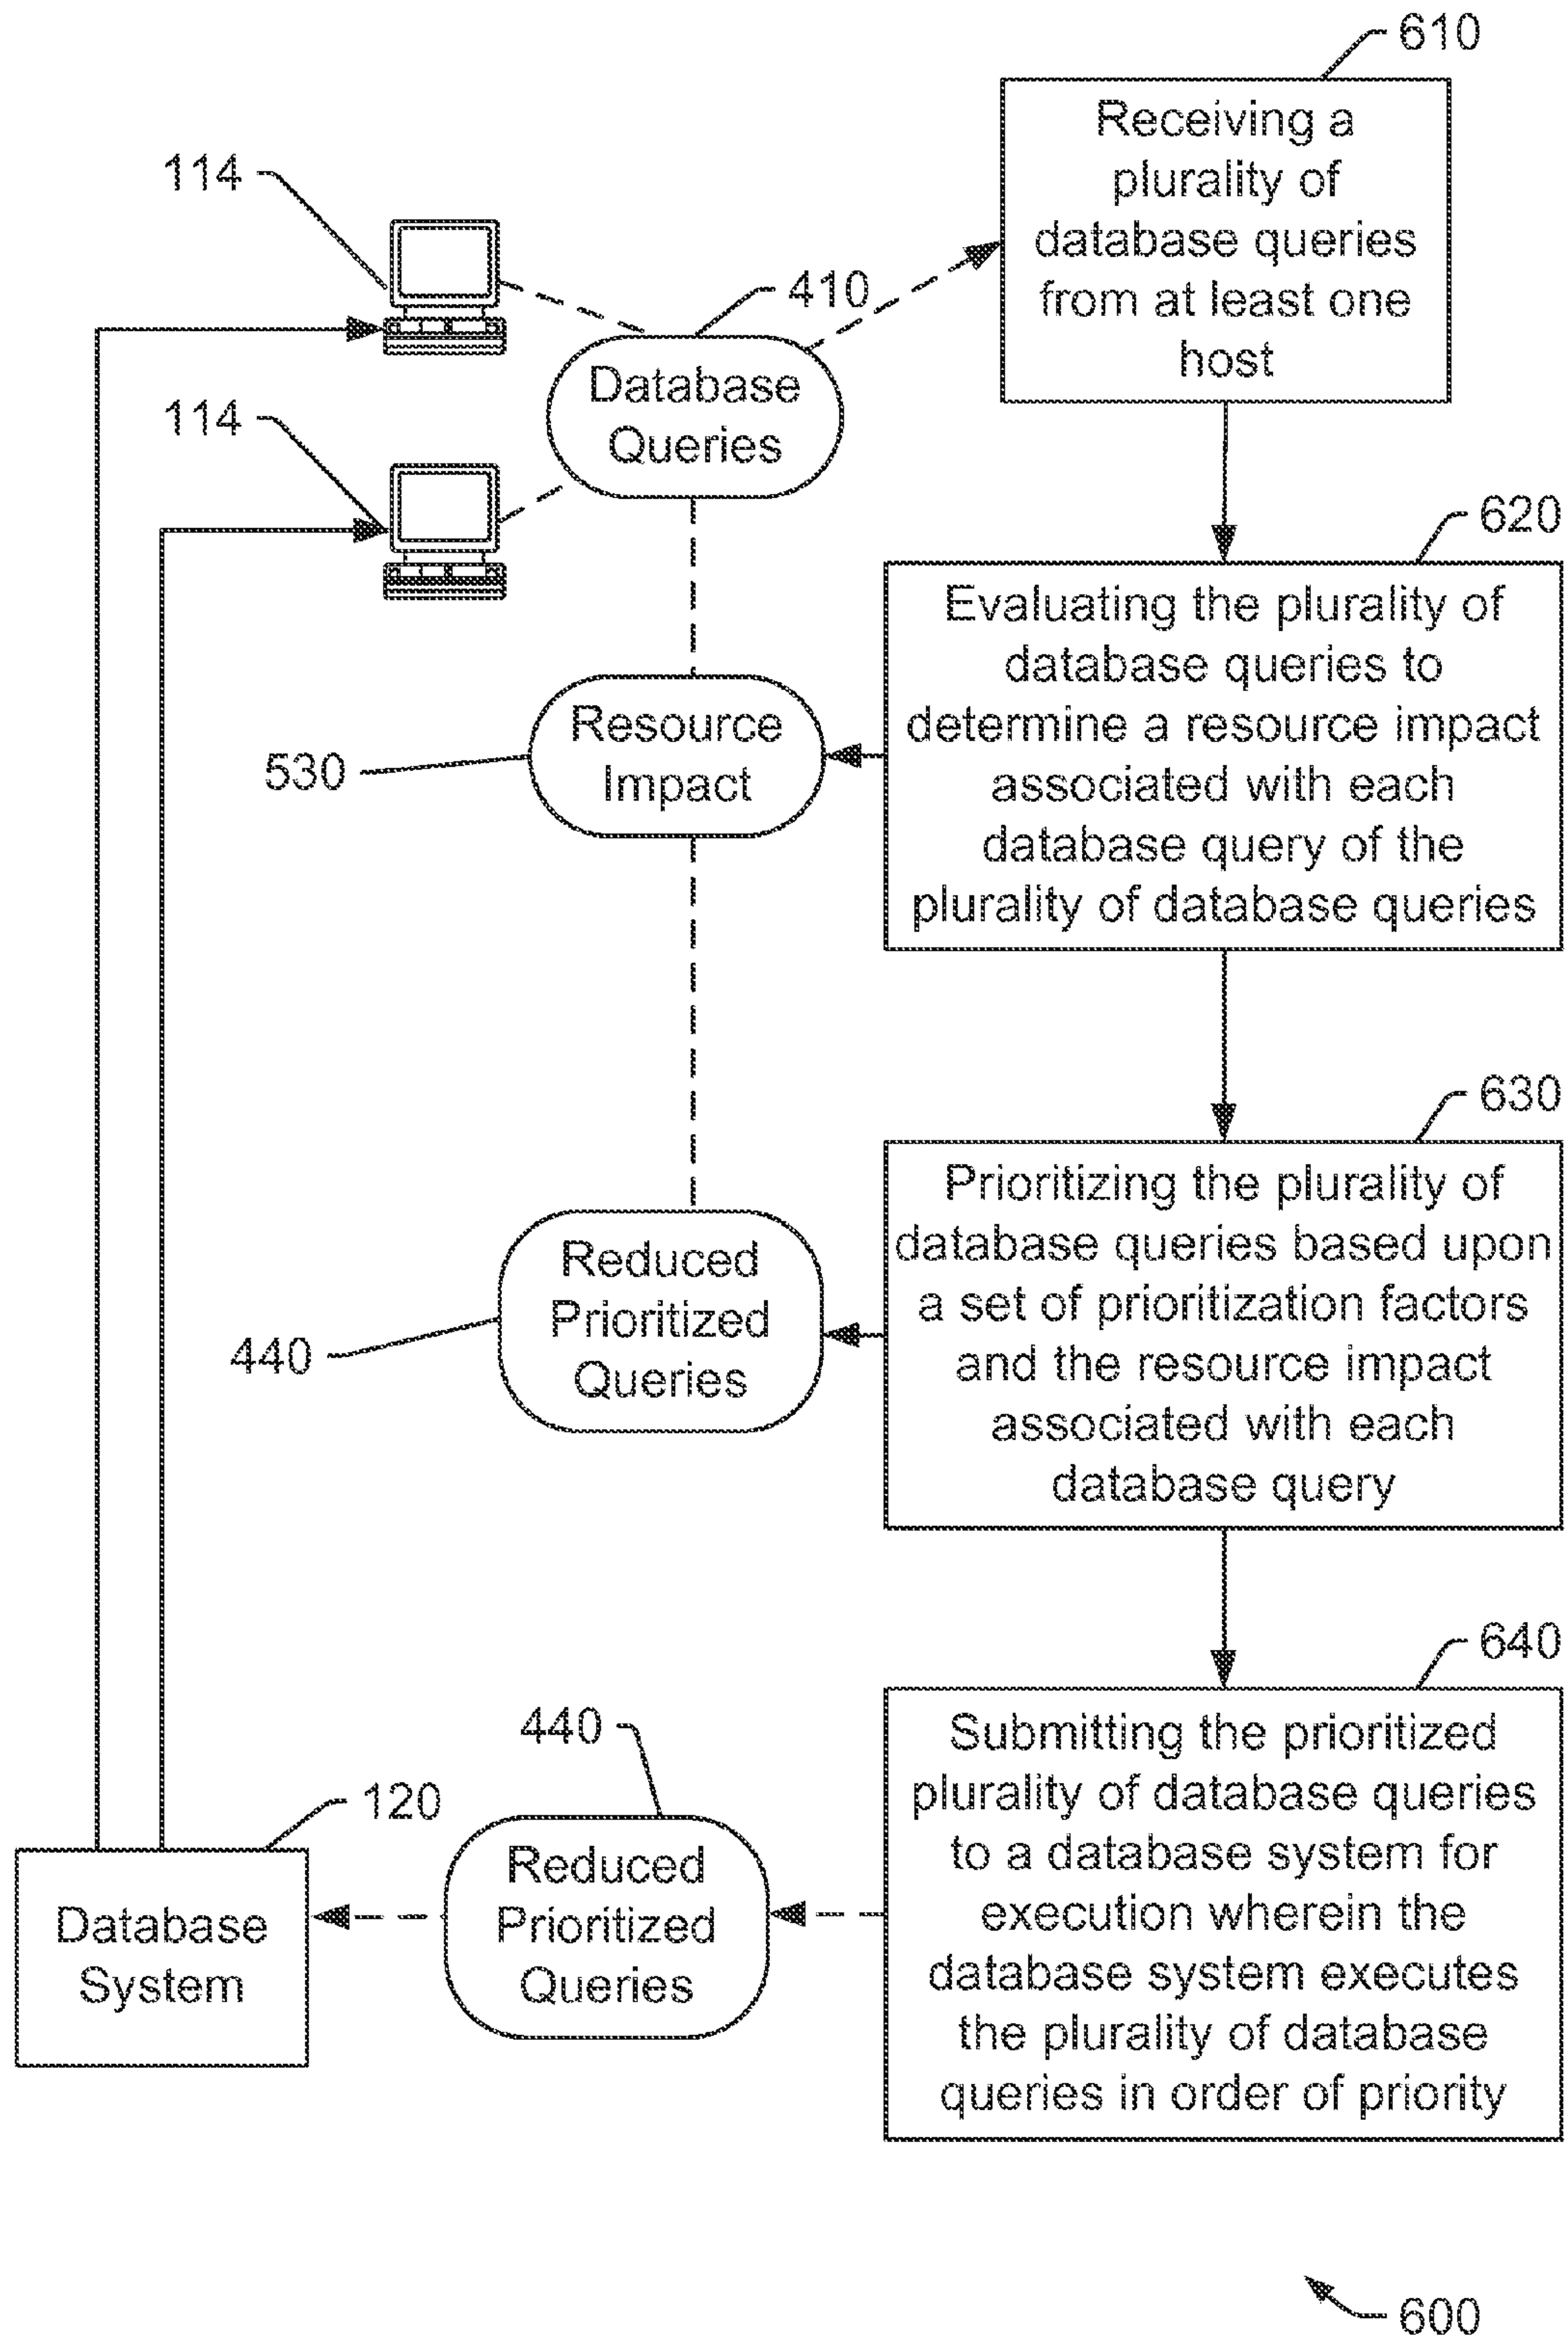 610
Receiving a
plurality of
database queries
from at least one
host
114
410
Database
Queries
114
620
Evaluating the plurality of
database queries to
determine a resource impact
associated with each
database query of the
plurality of database queries
Resource
Impact
530
630
Prioritizing the plurality of
database queries based upon
a set of prioritization factors
and the resource impact
associated with each
database query
Reduced
Prioritized
Queries
440
640
Submitting the prioritized
plurality of database queries
to a database system for
execution wherein the
database system executes
the plurality of database
queries in order of priority
440
Reduced
Prioritized
Queries
120
Database
System
600